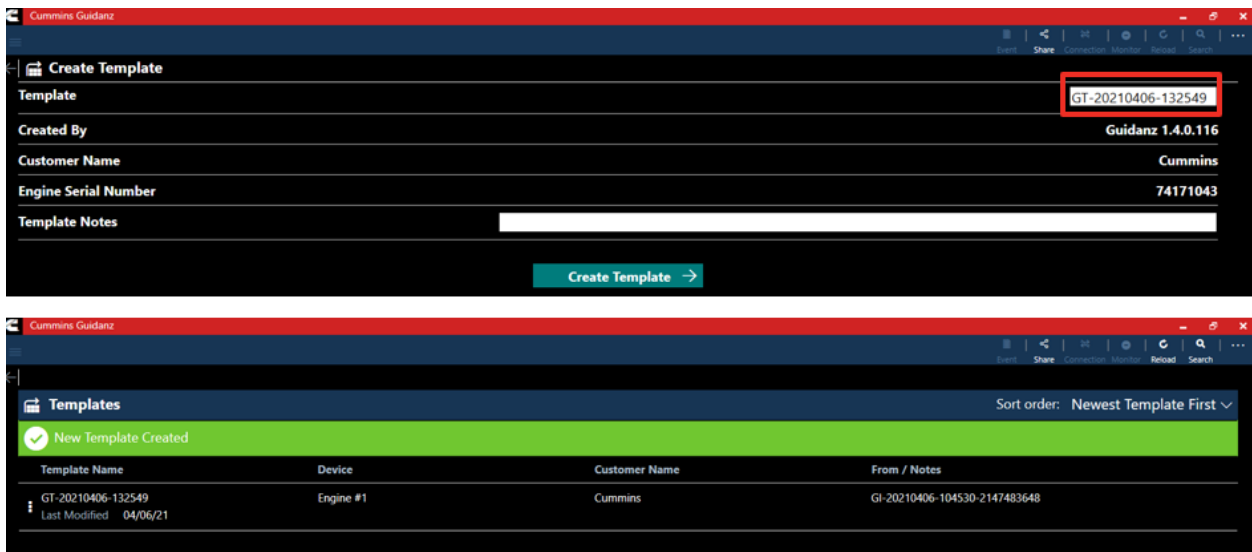 Cummins Guidanz
Event Share Connection Monitor Reload Search
Create Template
Template GT-20210406-132549
Created By Guidanz 1.4.0.116
Customer Name Cummins
Engine Serial Number 74171043
Template Notes
Create Template
Cummins Guidanz
Event Share Connection Monitor Reload Search
Templates Sort order: Newest Template First
New Template Created
Template Name Device Customer Name From / Notes
GT-20210406-132549 Engine #1 Cummins GI-20210406-104530-2147483648
Last Modified 04/06/21